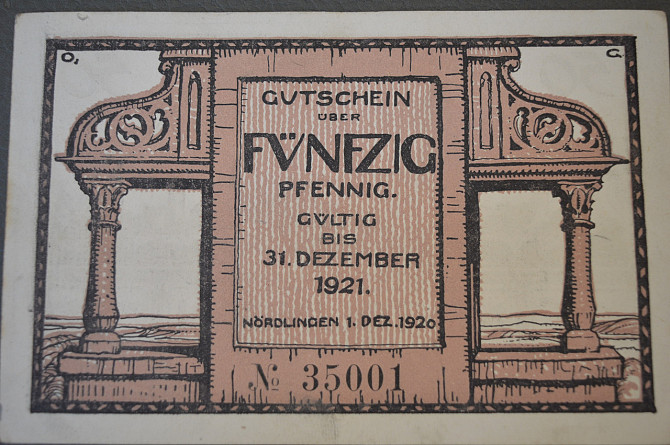 O. G.
GUTSCHEIN
ÜBER
FÜNFZIG
PFENNIG.
GÜLTIG
BIS
31. DEZEMBER
1921.
NÖRDLINGEN 1. DEZ. 1920
№ 35001